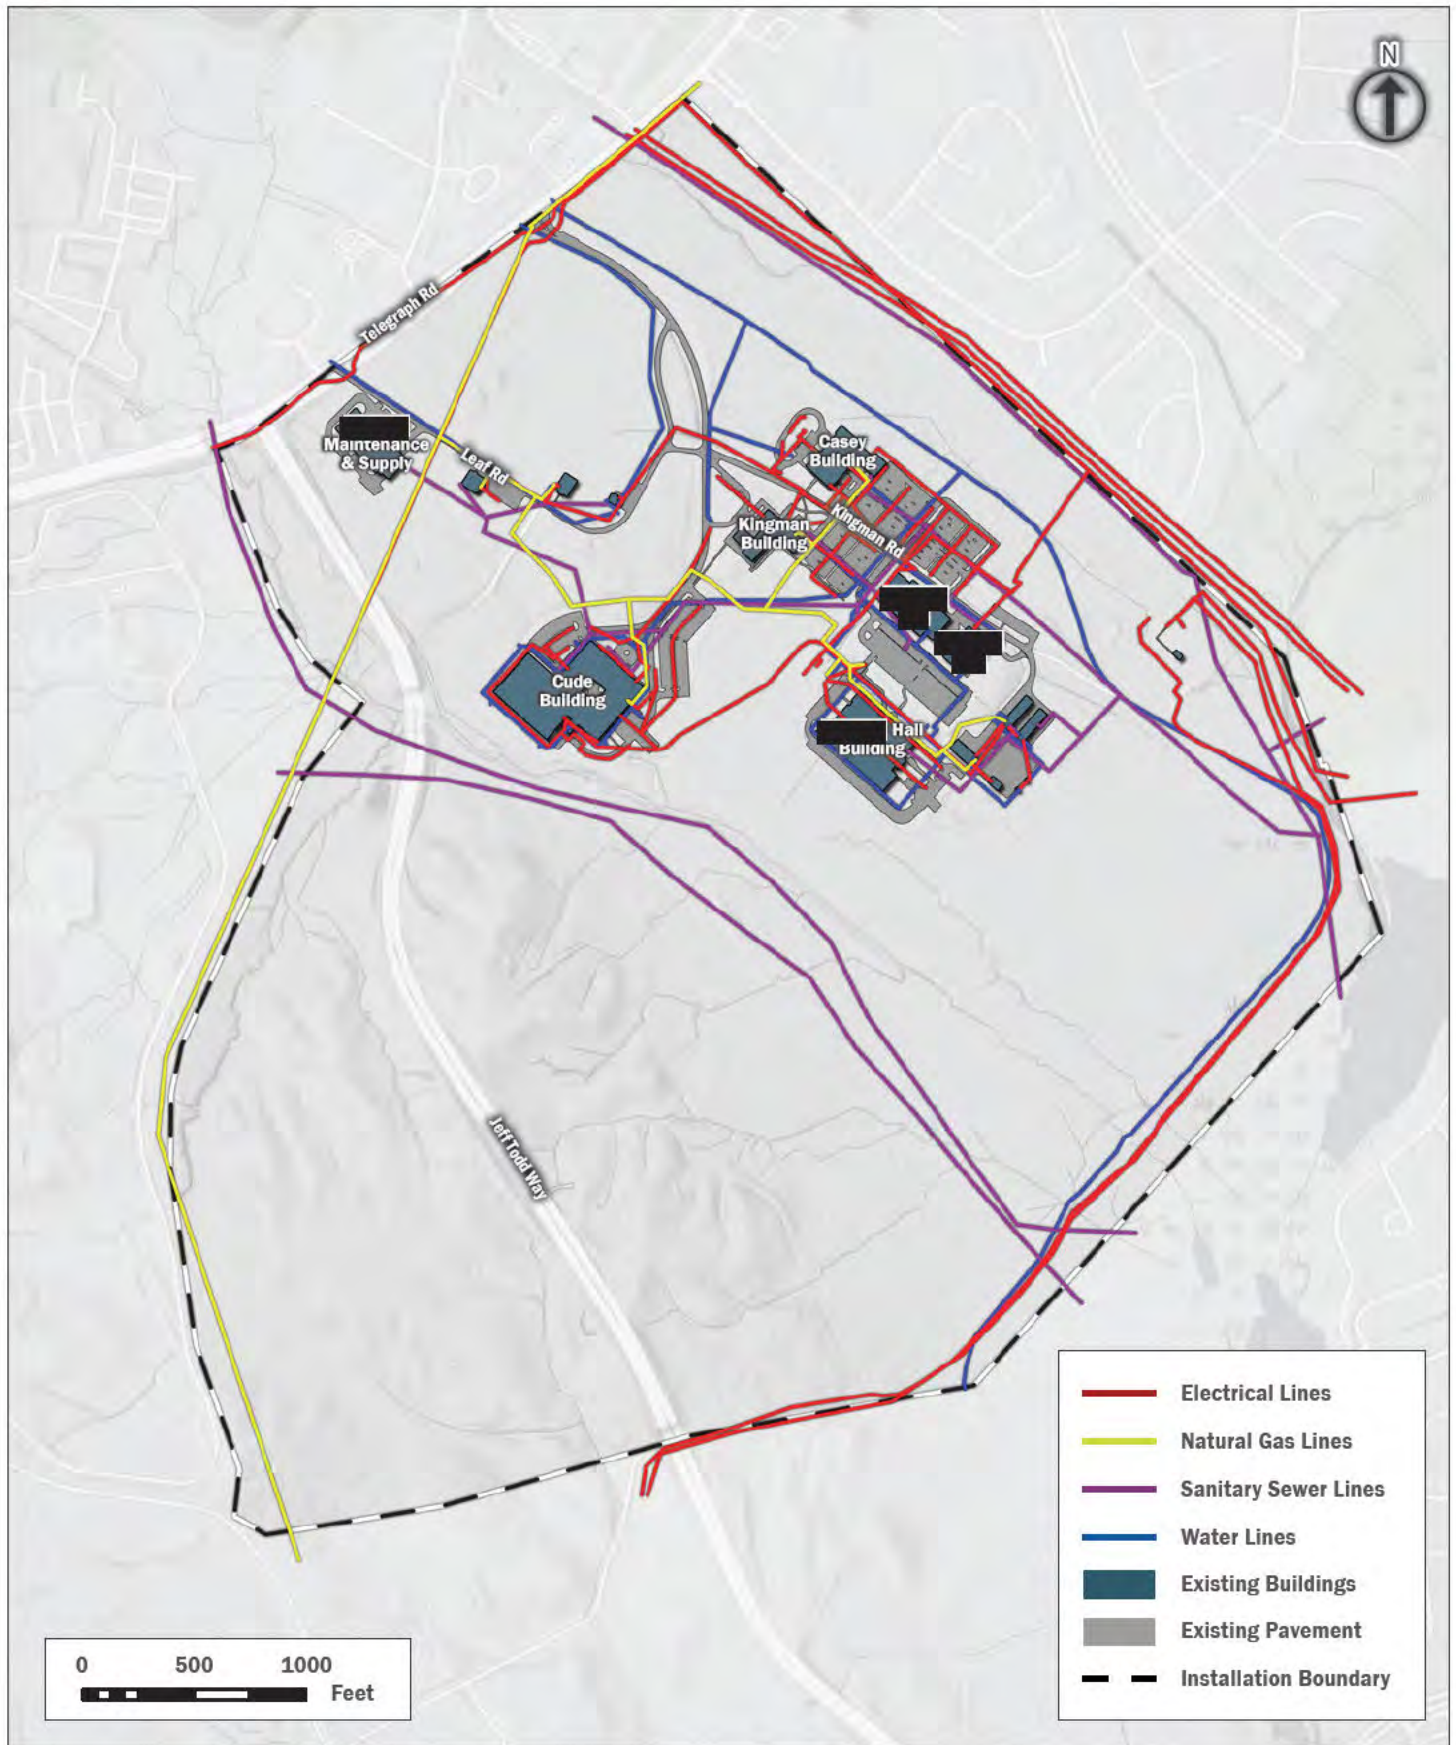 N
Telegraph Rd
Maintenance
& Supply
Leaf Rd
Casey
Building
Kingman
Building
Kingman Rd
Cude
Building
Hall
Building
Jeff Todd Way
Electrical Lines
Natural Gas Lines
Sanitary Sewer Lines
Water Lines
Existing Buildings
Existing Pavement
Installation Boundary
0 500 1000
Feet